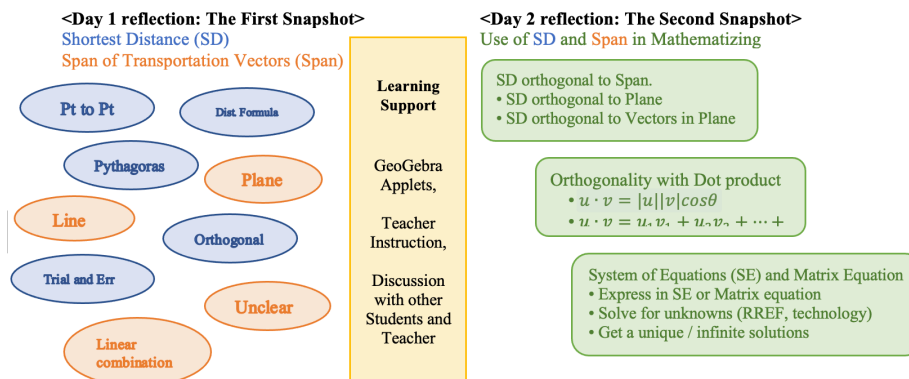 <Day 1 reflection: The First Snapshot>
Shortest Distance (SD)
Span of Transportation Vectors (Span)
Pt to Pt
Dist. Formula
Pythagoras
Plane
Line
Orthogonal
Trial and Err
Unclear
Linear
combination
Learning
Support
GeoGebra
Applets,
Teacher
Instruction,
Discussion
with other
Students and
Teacher
<Day 2 reflection: The Second Snapshot>
Use of SD and Span in Mathematizing
SD orthogonal to Span.
• SD orthogonal to Plane
• SD orthogonal to Vectors in Plane
Orthogonality with Dot product
• u · v = |u||v|cosθ
• u · v = u₁v₁ + u₂v₂ + ⋯ +
System of Equations (SE) and Matrix Equation
• Express in SE or Matrix equation
• Solve for unknowns (RREF, technology)
• Get a unique / infinite solutions